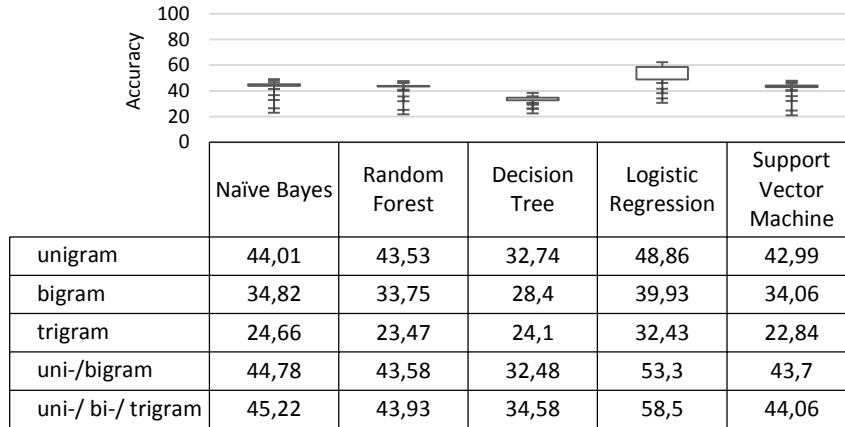 100
80
60
40
20
0
Accuracy
Naïve Bayes
Random
Forest
Decision
Tree
Logistic
Regression
Support
Vector
Machine
unigram 44,01 43,53 32,74 48,86 42,99
bigram 34,82 33,75 28,4 39,93 34,06
trigram 24,66 23,47 24,1 32,43 22,84
uni-/bigram 44,78 43,58 32,48 53,3 43,7
uni-/ bi-/ trigram 45,22 43,93 34,58 58,5 44,06